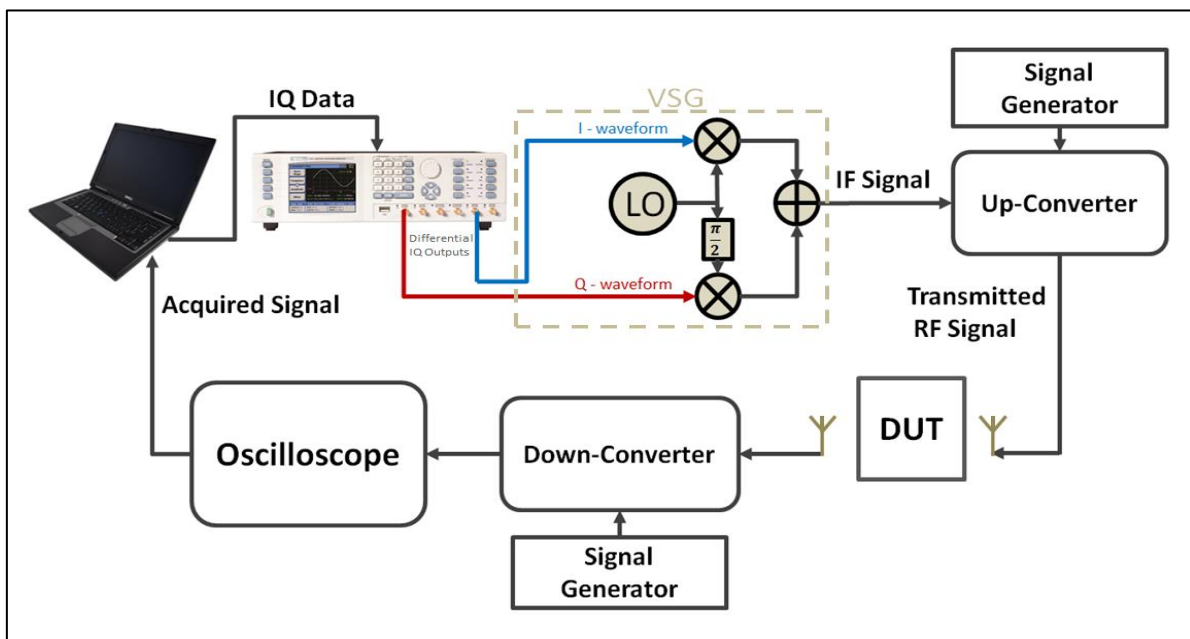 IQ Data
VSG
I - waveform
Signal
Generator
LO
π
2
IF Signal
Up-Converter
Differential
IQ Outputs
Q - waveform
Acquired Signal
Transmitted
RF Signal
Oscilloscope
Down-Converter
DUT
Signal
Generator